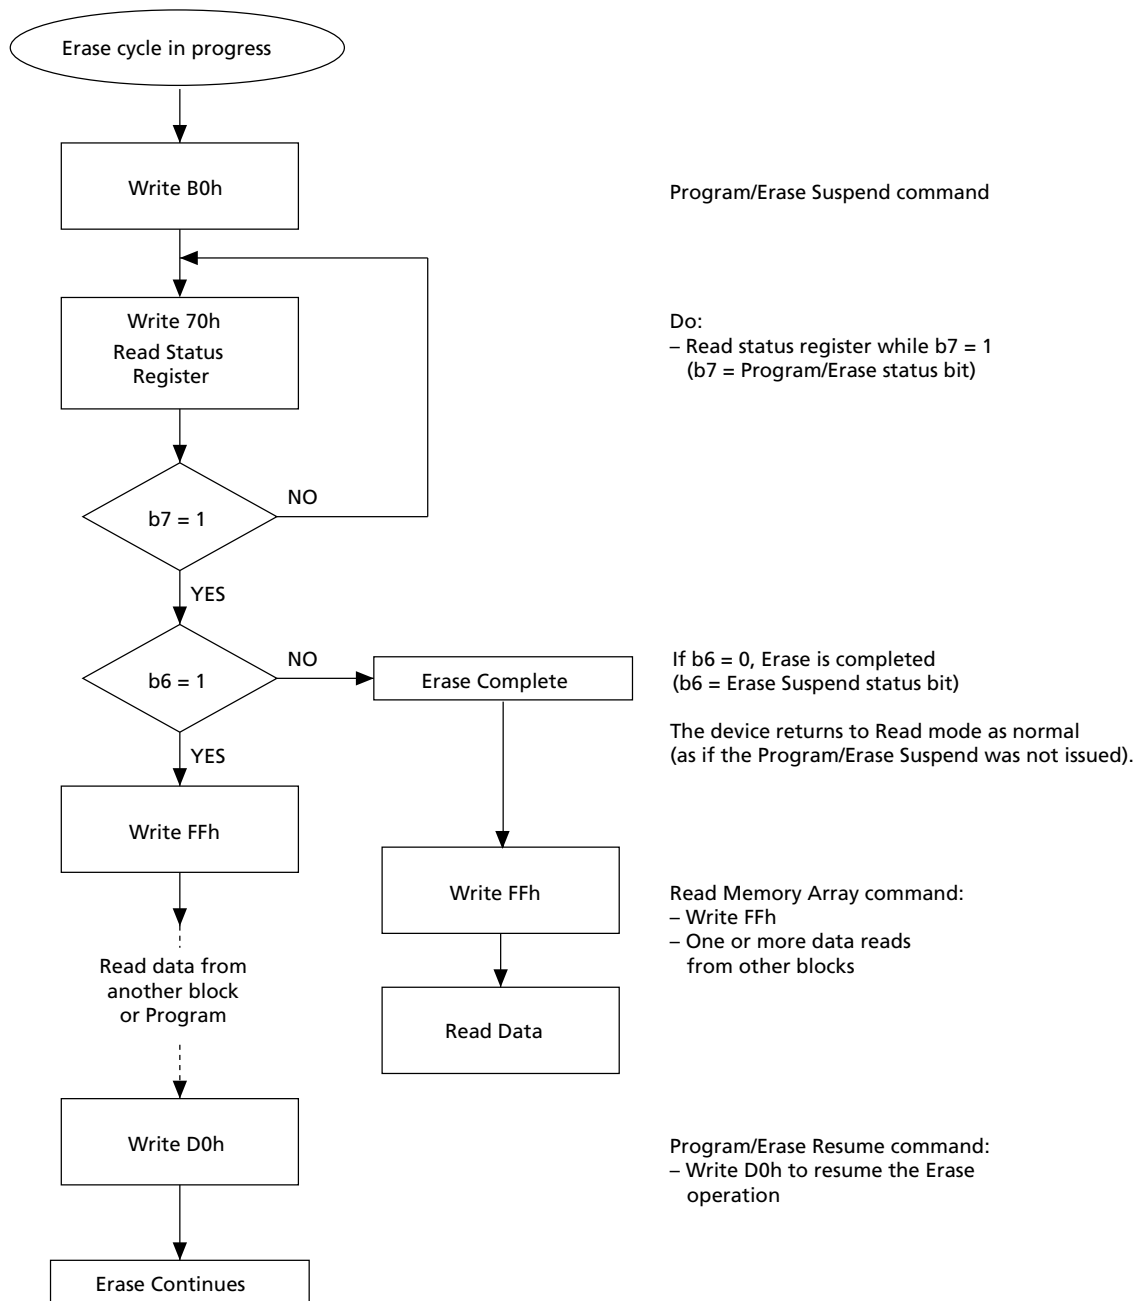 Erase cycle in progress
Write B0h
Program/Erase Suspend command
Write 70h
Read Status
Register
Do:
– Read status register while b7 = 1
(b7 = Program/Erase status bit)
NO
b7 = 1
YES
NO
b6 = 1
Erase Complete
If b6 = 0, Erase is completed
(b6 = Erase Suspend status bit)
The device returns to Read mode as normal
(as if the Program/Erase Suspend was not issued).
YES
Write FFh
Write FFh
Read Memory Array command:
– Write FFh
– One or more data reads
from other blocks
Read data from
another block
or Program
Read Data
Write D0h
Program/Erase Resume command:
– Write D0h to resume the Erase
operation
Erase Continues